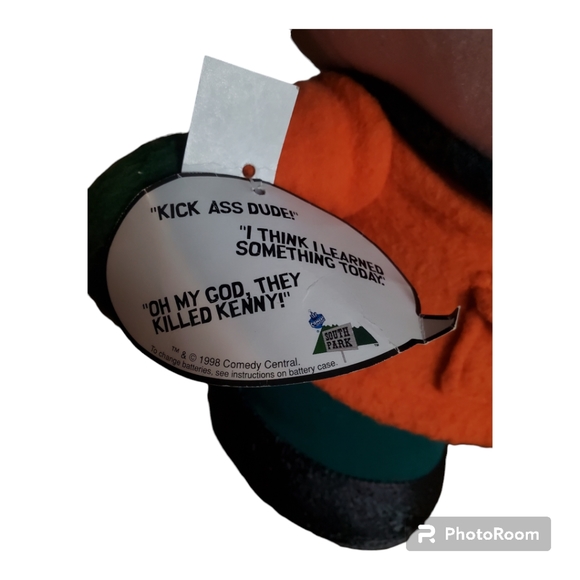 "KICK ASS DUDE!"
"I THINK I LEARNED
SOMETHING TODAY."
"OH MY GOD, THEY
KILLED KENNY!"
SOUTH
PARK
™ & © 1998 Comedy Central.
To change batteries, see instructions on battery case.
PhotoRoom